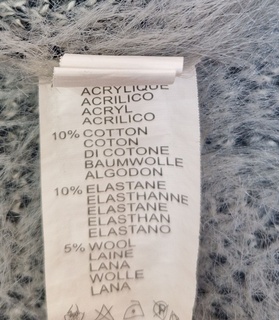 ACRYLIQUE
ACRILICO
ACRYL
ACRILICO
10% COTTON
COTON
DI COTONE
BAUMWOLLE
ALGODON
10% ELASTANE
ELASTHANNE
ELASTANE
ELASTHAN
ELASTANO
5% WOOL
LAINE
LANA
WOLLE
LANA